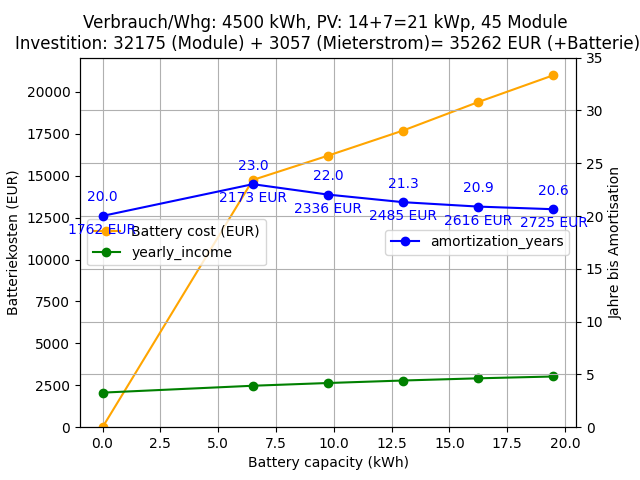 Verbrauch/Whg: 4500 kWh, PV: 14+7=21 kWp, 45 Module
Investition: 32175 (Module) + 3057 (Mieterstrom)= 35262 EUR (+Batterie)
Batteriekosten (EUR)
20000
17500
15000
12500
10000
7500
5000
2500
0
35
30
25
20
15
10
5
0
Jahre bis Amortisation
20.0
23.0
22.0
21.3
20.9
20.6
1762 EUR
2173 EUR
2336 EUR
2485 EUR
2616 EUR
2725 EUR
Battery cost (EUR)
yearly_income
amortization_years
0.0 2.5 5.0 7.5 10.0 12.5 15.0 17.5 20.0
Battery capacity (kWh)